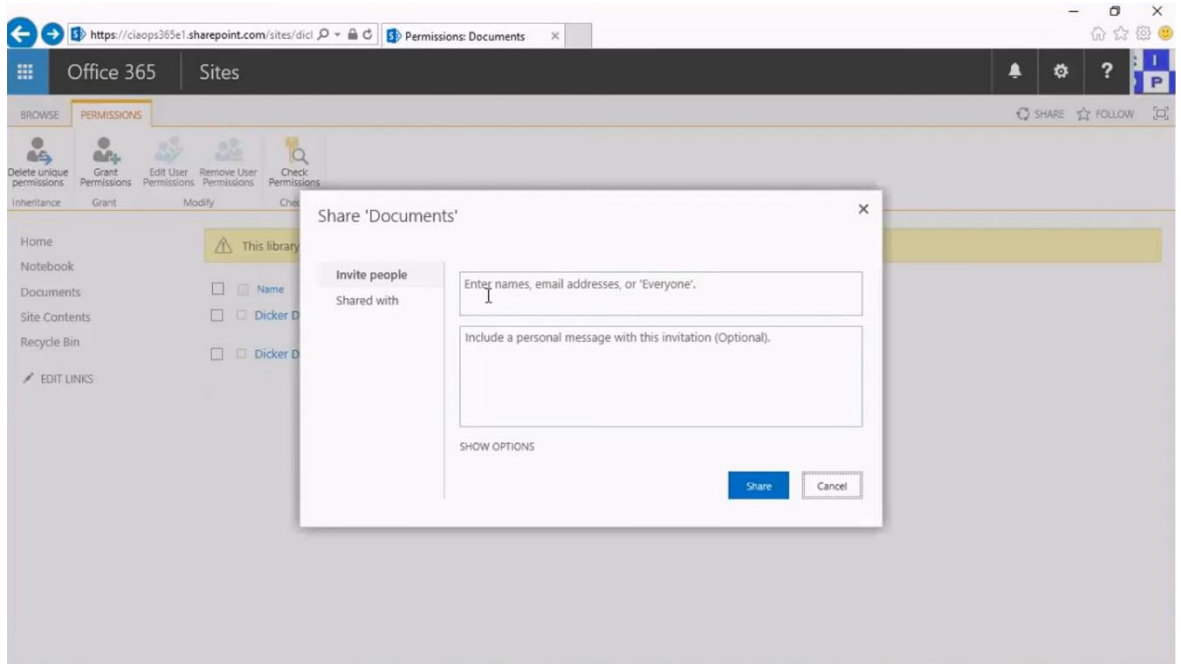 https://ciaops365e1.sharepoint.com/sites/dicl
Permissions: Documents
Office 365
Sites
?
I
P
BROWSE
PERMISSIONS
SHARE
FOLLOW
Delete unique permissions
Grant Permissions
Edit User Permissions
Remove User Permissions
Check Permissions
Inheritance
Grant
Modify
Chec
Home
Notebook
Documents
Site Contents
Recycle Bin
EDIT LINKS
This library
Name
Dicker D
Dicker D
Share 'Documents'
Invite people
Shared with
Enter names, email addresses, or 'Everyone'.
Include a personal message with this invitation (Optional).
SHOW OPTIONS
Share
Cancel